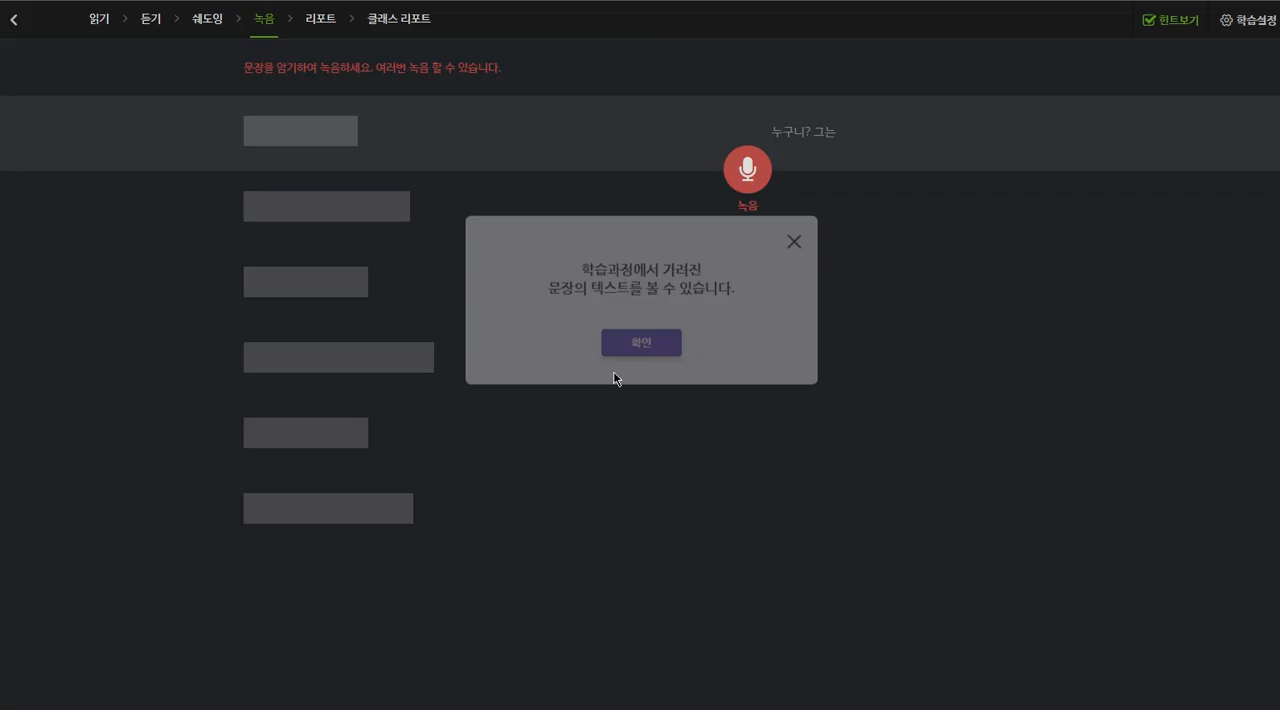 읽기 > 듣기 > 쉐도잉 > 녹음 > 리포트 > 클래스 리포트
힌트보기
학습설정
문장을 암기하여 녹음하세요. 여러번 녹음 할 수 있습니다.
누구니? 그는
녹음
학습과정에서 가려진
문장의 텍스트를 볼 수 있습니다.
확인